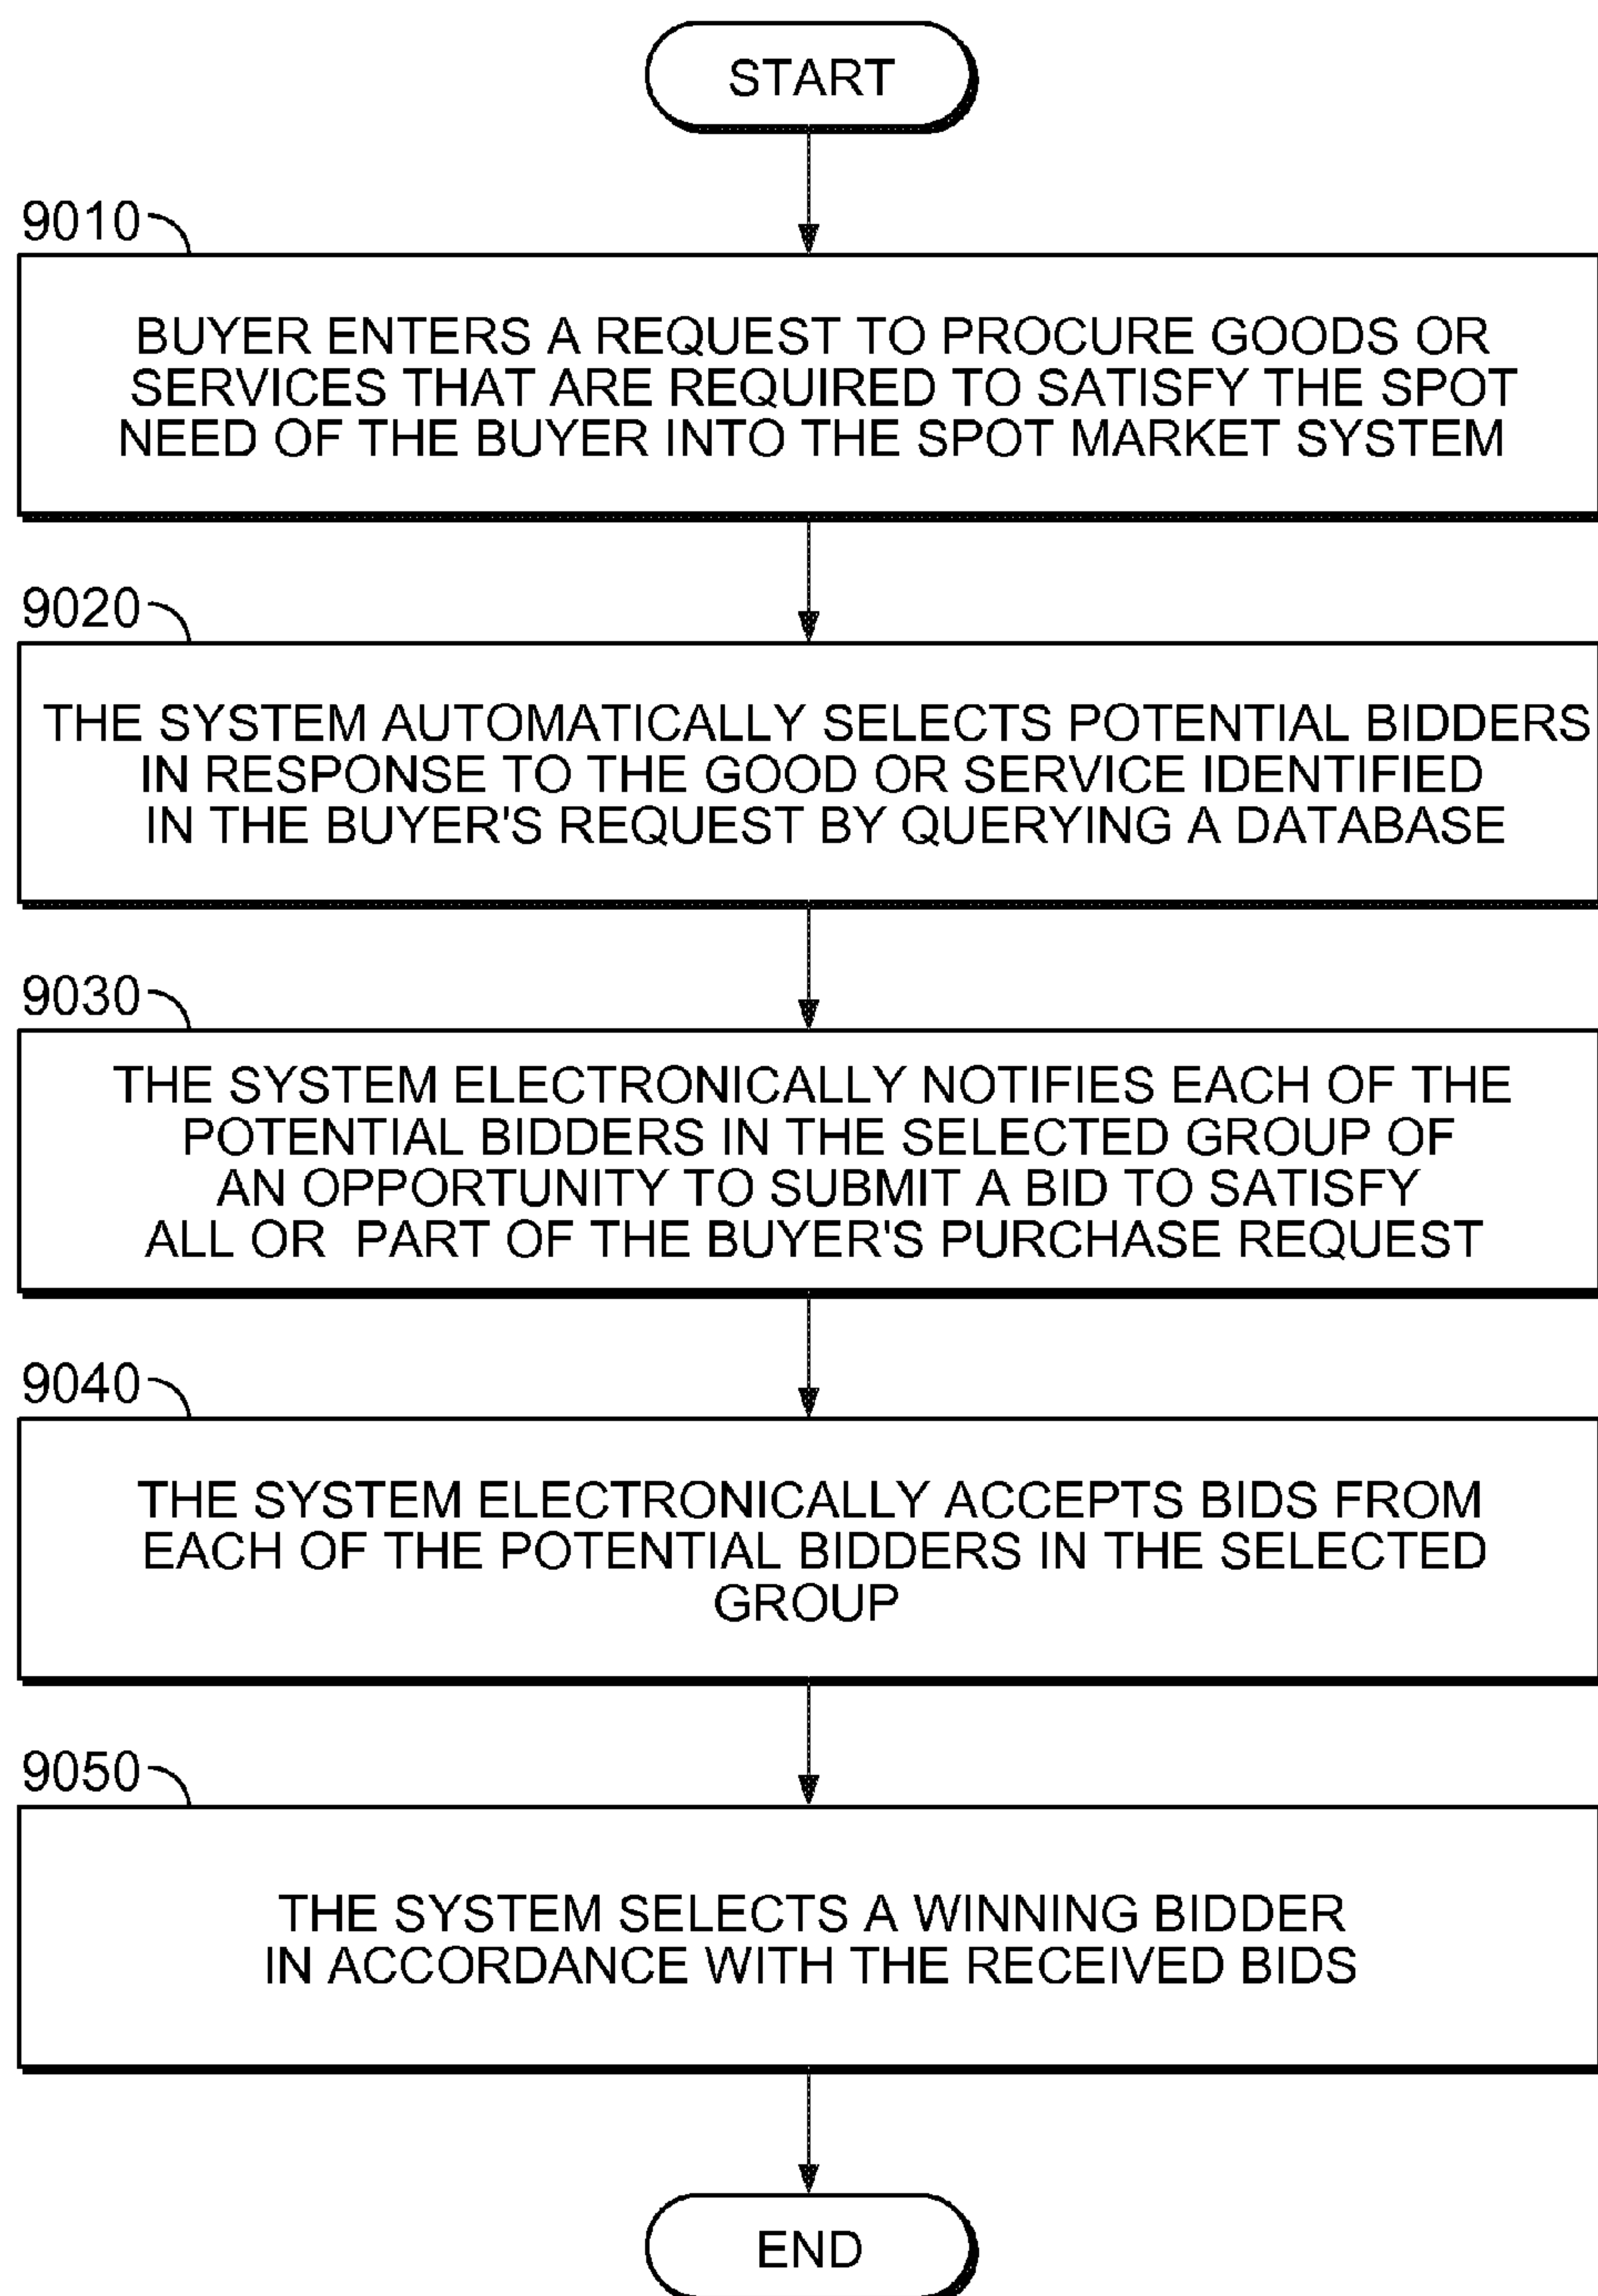 START
9010
BUYER ENTERS A REQUEST TO PROCURE GOODS OR
SERVICES THAT ARE REQUIRED TO SATISFY THE SPOT
NEED OF THE BUYER INTO THE SPOT MARKET SYSTEM
9020
THE SYSTEM AUTOMATICALLY SELECTS POTENTIAL BIDDERS
IN RESPONSE TO THE GOOD OR SERVICE IDENTIFIED
IN THE BUYER'S REQUEST BY QUERYING A DATABASE
9030
THE SYSTEM ELECTRONICALLY NOTIFIES EACH OF THE
POTENTIAL BIDDERS IN THE SELECTED GROUP OF
AN OPPORTUNITY TO SUBMIT A BID TO SATISFY
ALL OR PART OF THE BUYER'S PURCHASE REQUEST
9040
THE SYSTEM ELECTRONICALLY ACCEPTS BIDS FROM
EACH OF THE POTENTIAL BIDDERS IN THE SELECTED
GROUP
9050
THE SYSTEM SELECTS A WINNING BIDDER
IN ACCORDANCE WITH THE RECEIVED BIDS
END